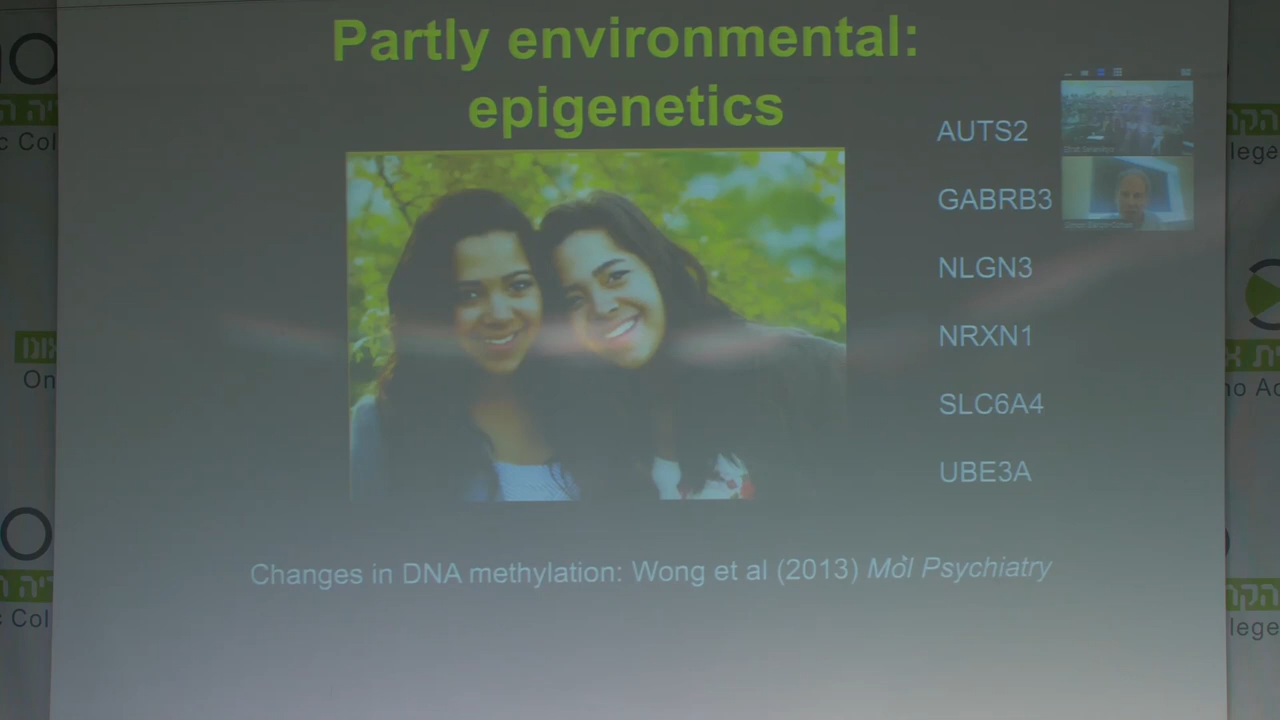 Partly environmental:
epigenetics
AUTS2
GABRB3
NLGN3
NRXN1
SLC6A4
UBE3A
Changes in DNA methylation: Wong et al (2013) Mol Psychiatry